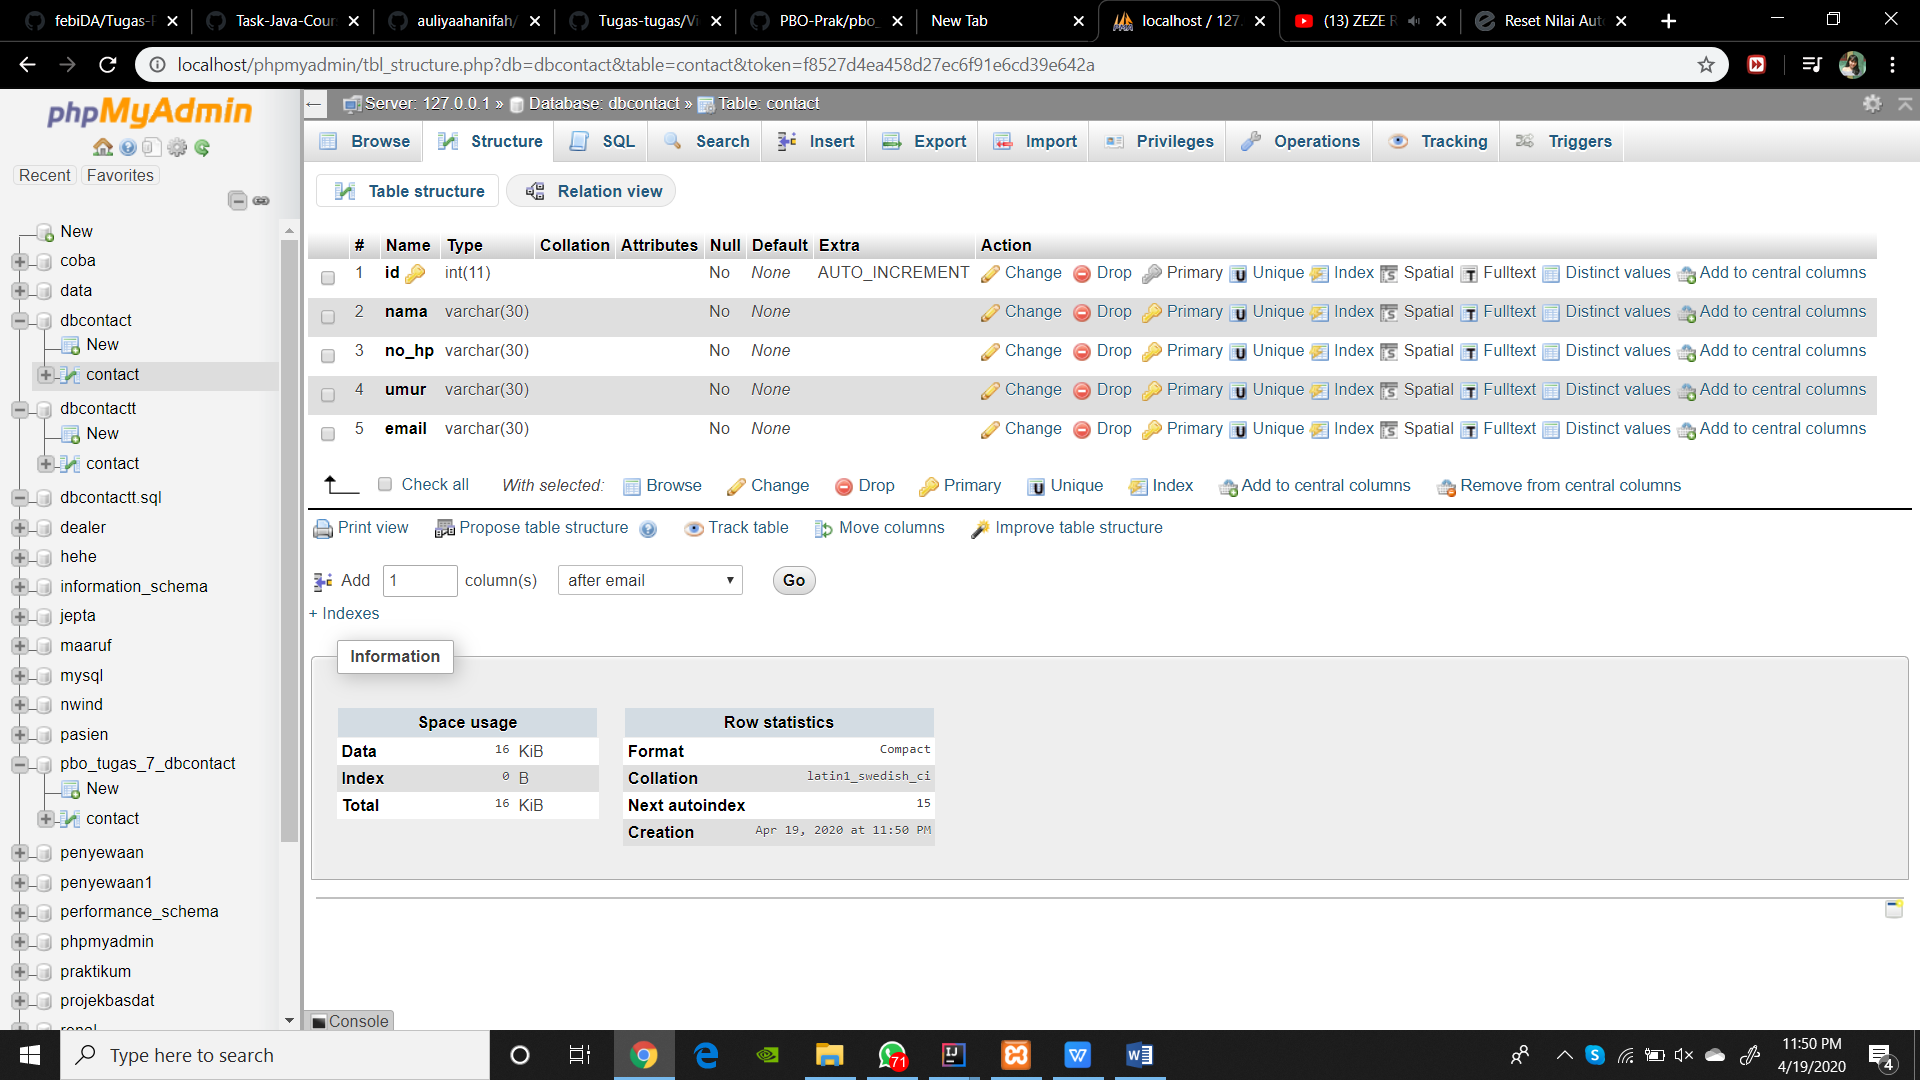 febiDA/Tugas-
Task-Java-Cour
auliyaahanifah/
Tugas-tugas/Vi
PBO-Prak/pbo_
New Tab
localhost / 127.
(13) ZEZE R
Reset Nilai Aut
localhost/phpmyadmin/tbl_structure.php?db=dbcontact&table=contact&token=f8527d4ea458d27ec6f91e6cd39e642a
phpMyAdmin
Recent
Favorites
New
coba
data
dbcontact
New
contact
dbcontactt
New
contact
dbcontactt.sql
dealer
hehe
information_schema
jepta
maaruf
mysql
nwind
pasien
pbo_tugas_7_dbcontact
New
contact
penyewaan
penyewaan1
performance_schema
phpmyadmin
praktikum
projekbasdat
Server: 127.0.0.1 » Database: dbcontact » Table: contact
Browse Structure SQL Search Insert Export Import Privileges Operations Tracking Triggers
Table structure Relation view
# Name Type Collation Attributes Null Default Extra Action
1 id int(11) No None AUTO_INCREMENT Change Drop Primary Unique Index Spatial Fulltext Distinct values Add to central columns
2 nama varchar(30) No None Change Drop Primary Unique Index Spatial Fulltext Distinct values Add to central columns
3 no_hp varchar(30) No None Change Drop Primary Unique Index Spatial Fulltext Distinct values Add to central columns
4 umur varchar(30) No None Change Drop Primary Unique Index Spatial Fulltext Distinct values Add to central columns
5 email varchar(30) No None Change Drop Primary Unique Index Spatial Fulltext Distinct values Add to central columns
Check all With selected: Browse Change Drop Primary Unique Index Add to central columns Remove from central columns
Print view Propose table structure Track table Move columns Improve table structure
Add 1 column(s) after email Go
+ Indexes
Information
Space usage
Data 16 KiB
Index 0 B
Total 16 KiB
Row statistics
Format Compact
Collation latin1_swedish_ci
Next autoindex 15
Creation Apr 19, 2020 at 11:50 PM
Console
Type here to search
71
11:50 PM
4/19/2020
4